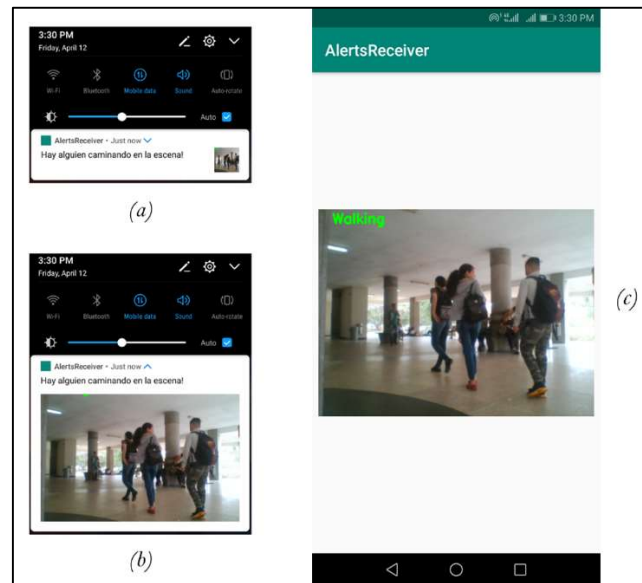 3:30 PM
Friday, April 12
Wi-Fi Bluetooth Mobile data Sound Auto-rotate
Auto
AlertsReceiver • Just now
Hay alguien caminando en la escena!
(a)
3:30 PM
Friday, April 12
Wi-Fi Bluetooth Mobile data Sound Auto-rotate
Auto
AlertsReceiver • Just now
Hay alguien caminando en la escena!
(b)
3:30 PM
AlertsReceiver
Walking
(c)